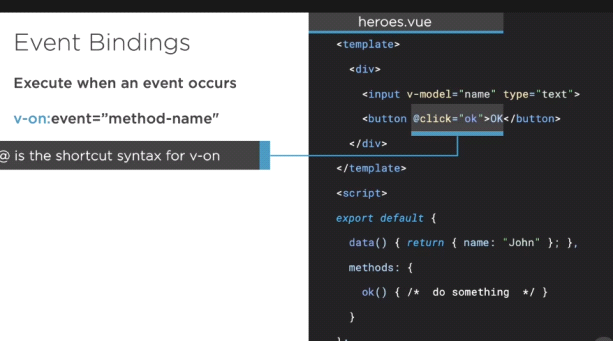 Event Bindings
Execute when an event occurs
v-on:event=”method-name"
@ is the shortcut syntax for v-on
heroes.vue
<template>
<div>
<input v-model="name" type="text">
<button @click="ok">OK</button>
</div>
</template>
<script>
export default {
data() { return { name: "John" }; },
methods: {
ok() { /* do something */ }
}
};